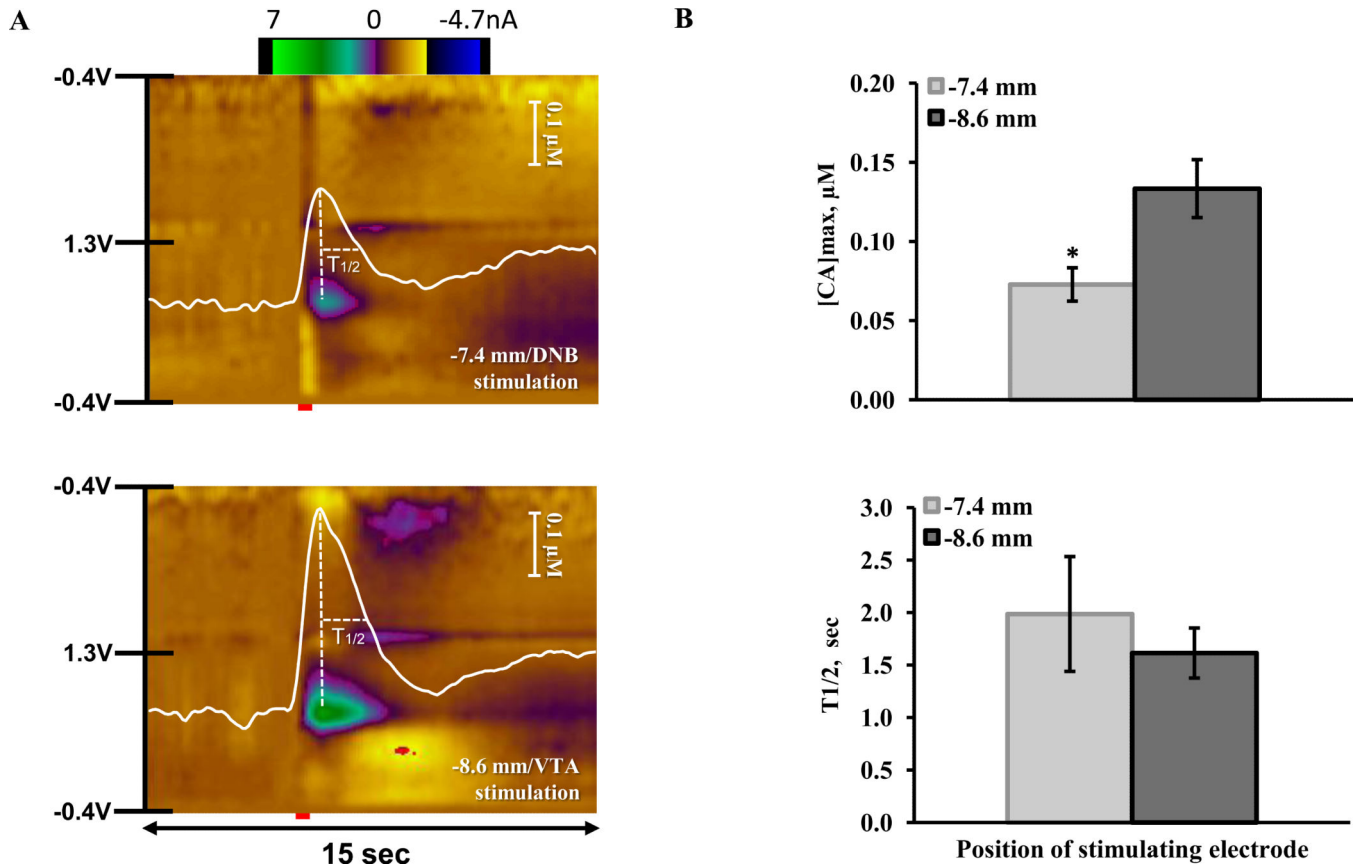 A
7 0 -4.7nA
-0.4V
1.3V
-0.4V
0.1 μM
T1/2
-7.4 mm/DNB
stimulation
-0.4V
1.3V
-0.4V
0.1 μM
T1/2
-8.6 mm/VTA
stimulation
15 sec
B
[CA]max, μM
0.20
0.15
0.10
0.05
0.00
-7.4 mm
-8.6 mm
*
T1/2, sec
3.0
2.5
2.0
1.5
1.0
0.5
0.0
-7.4 mm
-8.6 mm
Position of stimulating electrode